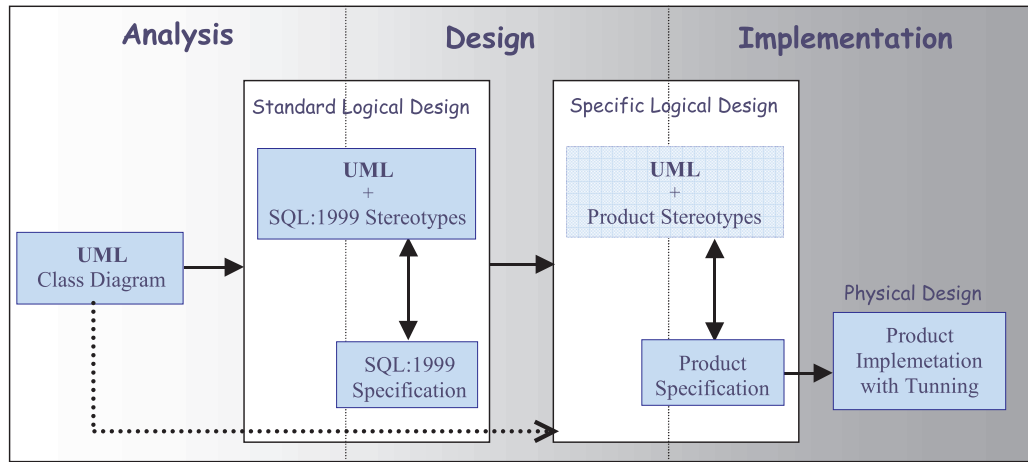 Analysis
Design
Implementation
Standard Logical Design
UML
+
SQL:1999 Stereotypes
Specific Logical Design
UML
+
Product Stereotypes
UML
Class Diagram
SQL:1999
Specification
Product
Specification
Physical Design
Product
Implemetation
with Tunning